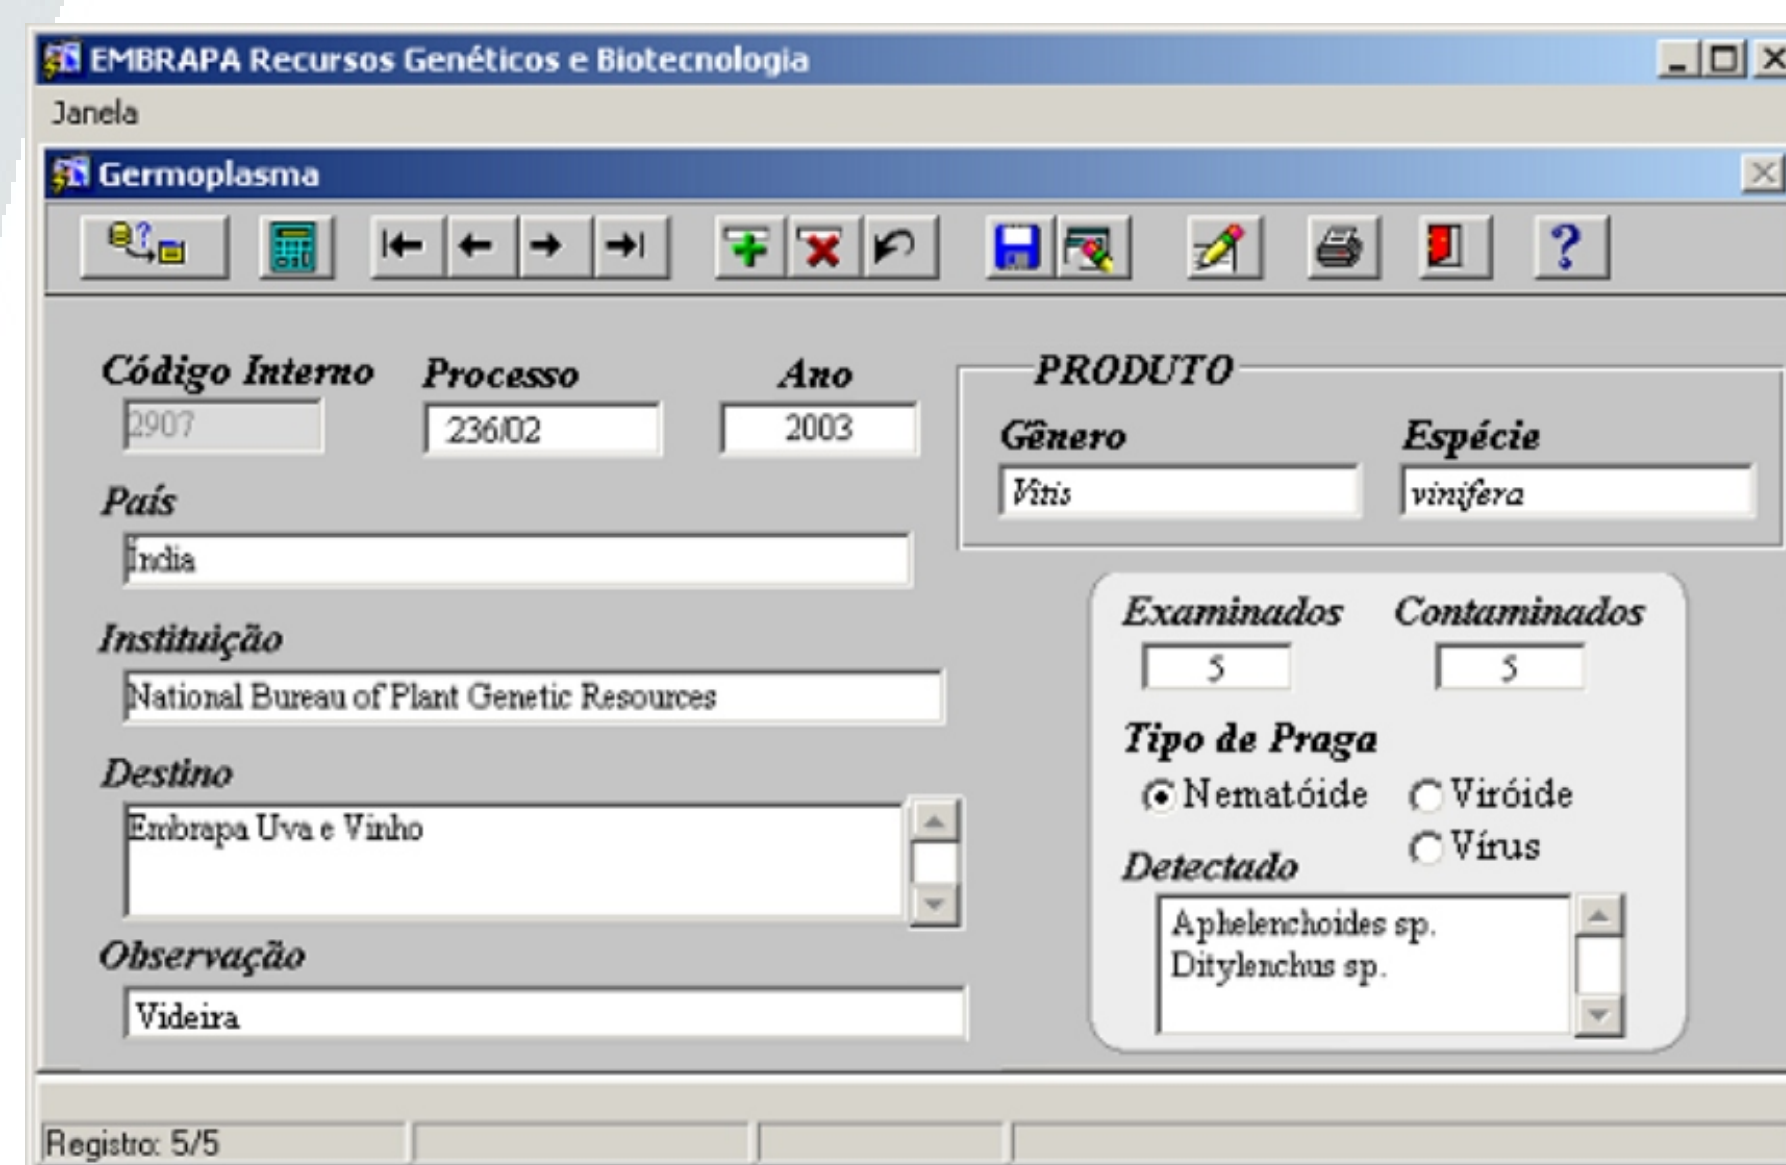 EMBRAPA Recursos Genéticos e Biotecnologia
Janela
Germoplasma
Código Interno Processo Ano
2907 236/02 2003
PRODUTO
Gênero Espécie
Vitis vinifera
País
Índia
Instituição
National Bureau of Plant Genetic Resources
Destino
Embrapa Uva e Vinho
Observação
Videira
Examinados Contaminados
5 5
Tipo de Praga
Nematóide Viróide
Vírus
Detectado
Aphelenchoides sp.
Ditylenchus sp.
Registro: 5/5